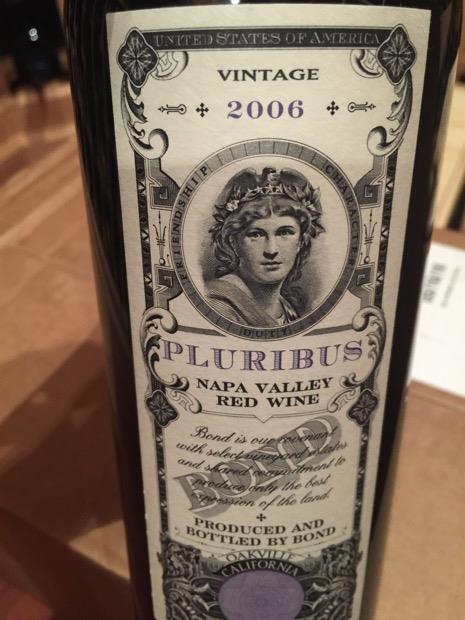 UNITED STATES OF AMERICA
VINTAGE
2006
FRIENDSHIP
CHARACTER
DUTY
PLURIBUS
NAPA VALLEY
RED WINE
BOND
Bond is our covenant
with select vineyard estates
and shared commitment to
produce only the best
expression of the land.
PRODUCED AND
BOTTLED BY BOND
OAKVILLE
CALIFORNIA